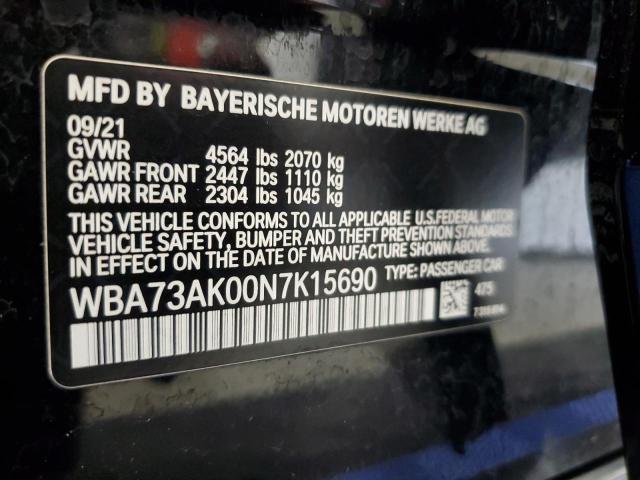 MFD BY BAYERISCHE MOTOREN WERKE AG
09/21
GVWR 4564 lbs 2070 kg
GAWR FRONT 2447 lbs 1110 kg
GAWR REAR 2304 lbs 1045 kg
THIS VEHICLE CONFORMS TO ALL APPLICABLE U.S.FEDERAL MOTOR
VEHICLE SAFETY, BUMPER AND THEFT PREVENTION STANDARDS
IN EFFECT ON THE DATE OF MANUFACTURE SHOWN ABOVE.
WBA73AK00N7K15690 TYPE: PASSENGER CAR
475